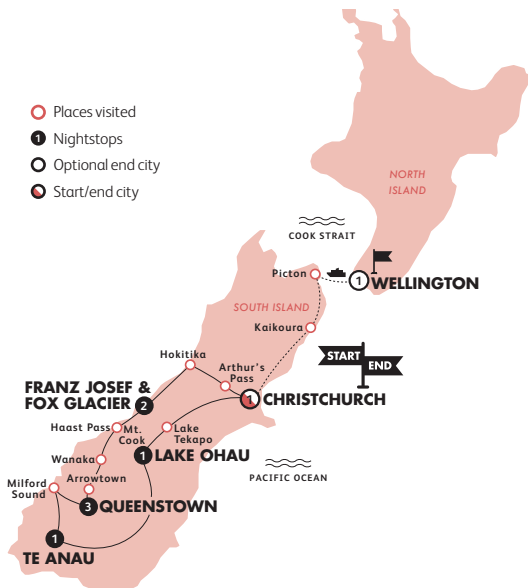 Places visited
1 Nightstops
Optional end city
Start/end city
NORTH
ISLAND
COOK STRAIT
Picton
1
WELLINGTON
SOUTH ISLAND
Kaikoura
Hokitika
Arthur's
Pass
START
END
FRANZ JOSEF &
FOX GLACIER
2
1
CHRISTCHURCH
Haast Pass
Mt.
Cook
Lake
Tekapo
Wanaka
1
LAKE OHAU
PACIFIC OCEAN
Milford
Sound
Arrowtown
3
QUEENSTOWN
1
TE ANAU